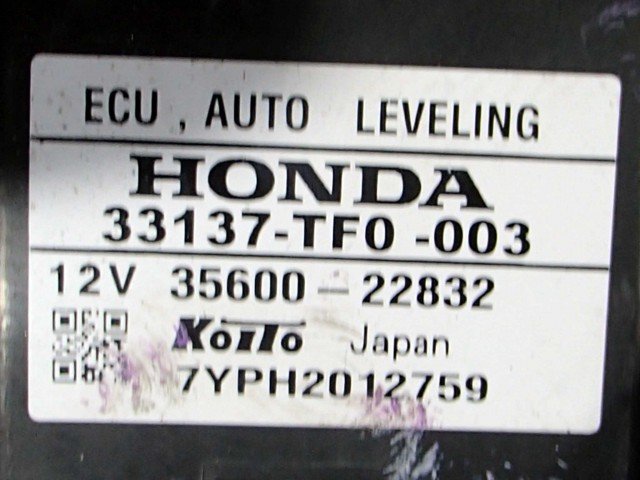 ECU , AUTO LEVELING
HONDA
33137-TF0 -003
12V 35600-22832
Koito Japan
7YPH2012759